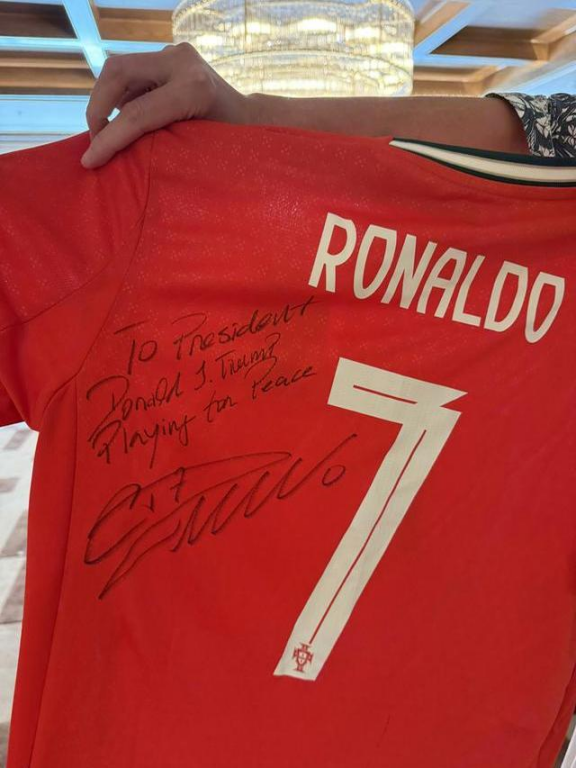 RONALDO
7
To President
Donald J. Trump
Playing for Peace